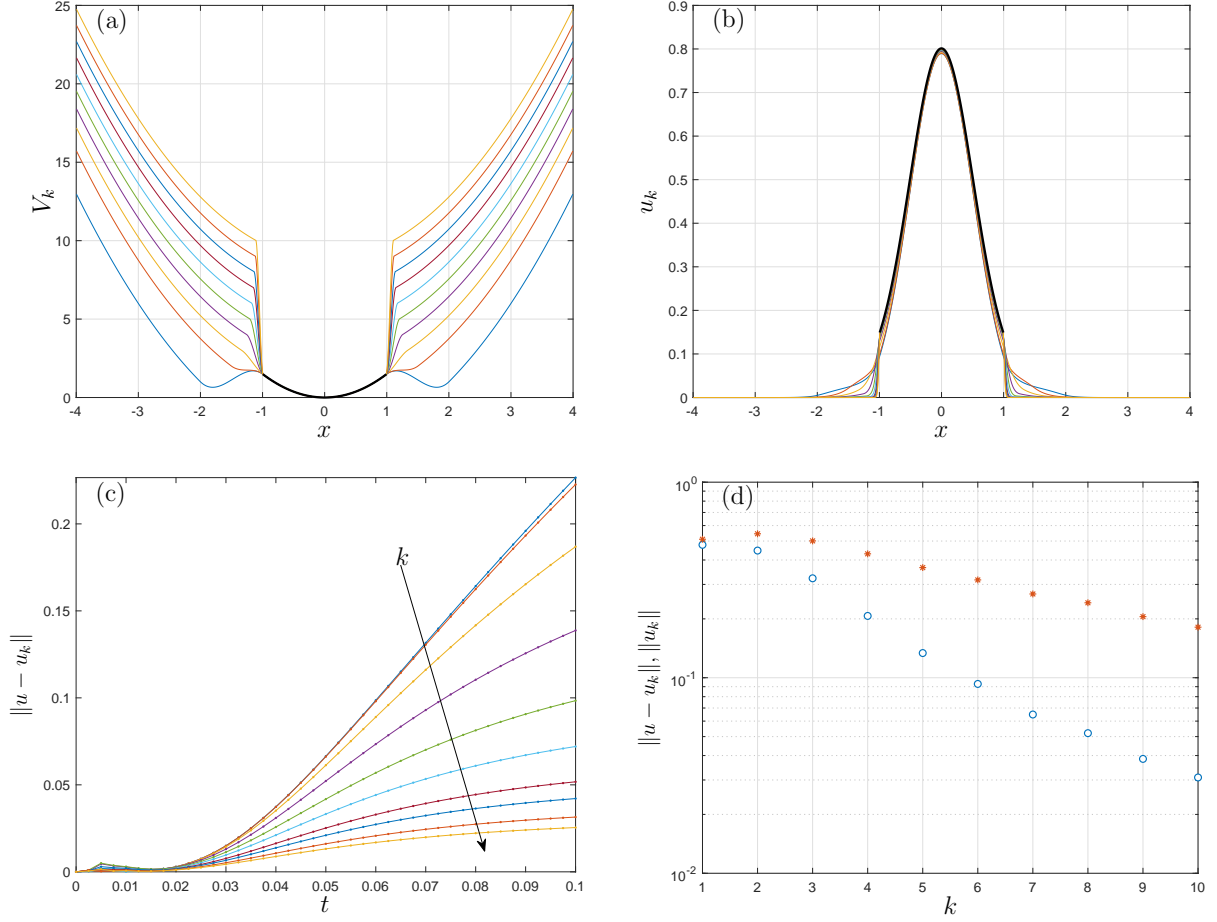 (a)
25
20
15
10
5
0
-4 -3 -2 -1 0 1 2 3 4
V_k
x
(b)
0.9
0.8
0.7
0.6
0.5
0.4
0.3
0.2
0.1
0
-4 -3 -2 -1 0 1 2 3 4
u_k
x
(c)
0.2
0.15
0.1
0.05
0
0 0.01 0.02 0.03 0.04 0.05 0.06 0.07 0.08 0.09 0.1
‖u − u_k‖
k
t
(d)
10^0
10^-1
10^-2
1 2 3 4 5 6 7 8 9 10
‖u − u_k‖, ‖u_k‖
k